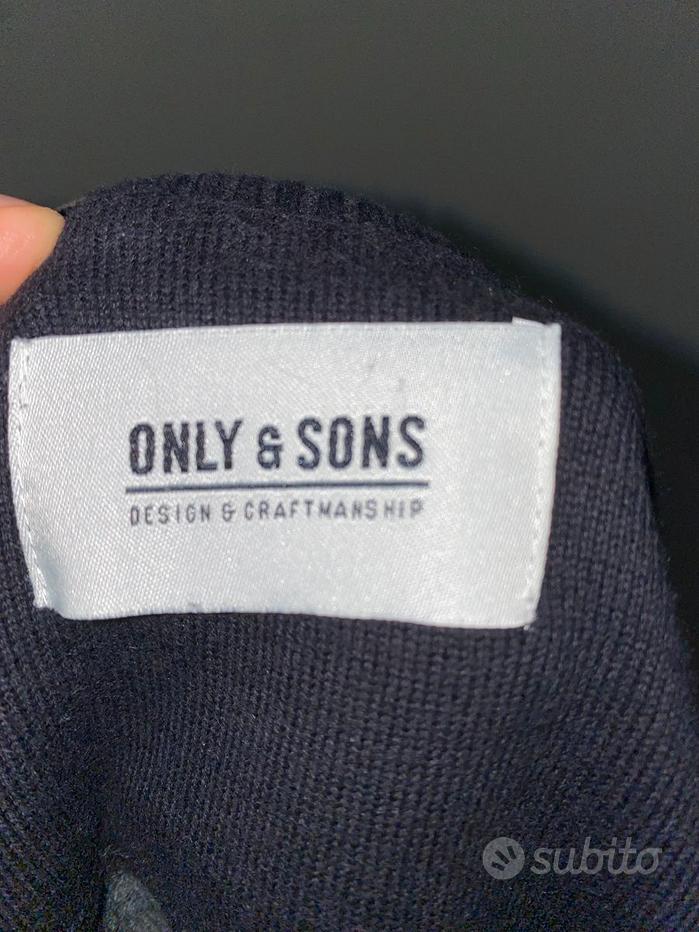 ONLY & SONS
DESIGN & CRAFTMANSHIP
subito